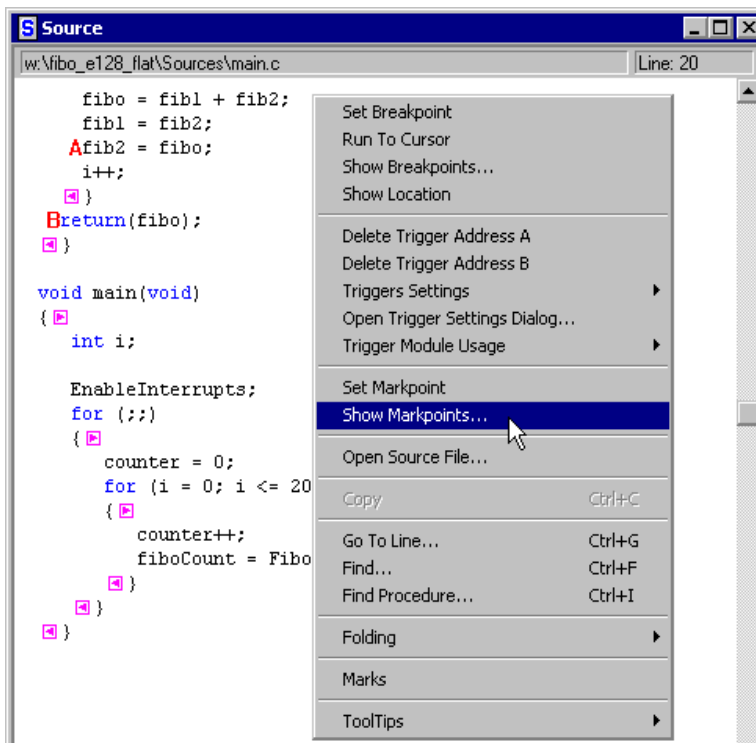 S Source
w:\fibo_e128_flat\Sources\main.c
Line: 20
fibo = fib1 + fib2;
fib1 = fib2;
Afib2 = fibo;
i++;
}
Breturn(fibo);
}
void main(void)
{
int i;
EnableInterrupts;
for (;;)
{
counter = 0;
for (i = 0; i <= 20
{
counter++;
fiboCount = Fibo
}
}
}
Set Breakpoint
Run To Cursor
Show Breakpoints...
Show Location
Delete Trigger Address A
Delete Trigger Address B
Triggers Settings
Open Trigger Settings Dialog...
Trigger Module Usage
Set Markpoint
Show Markpoints...
Open Source File...
Copy Ctrl+C
Go To Line... Ctrl+G
Find... Ctrl+F
Find Procedure... Ctrl+I
Folding
Marks
ToolTips